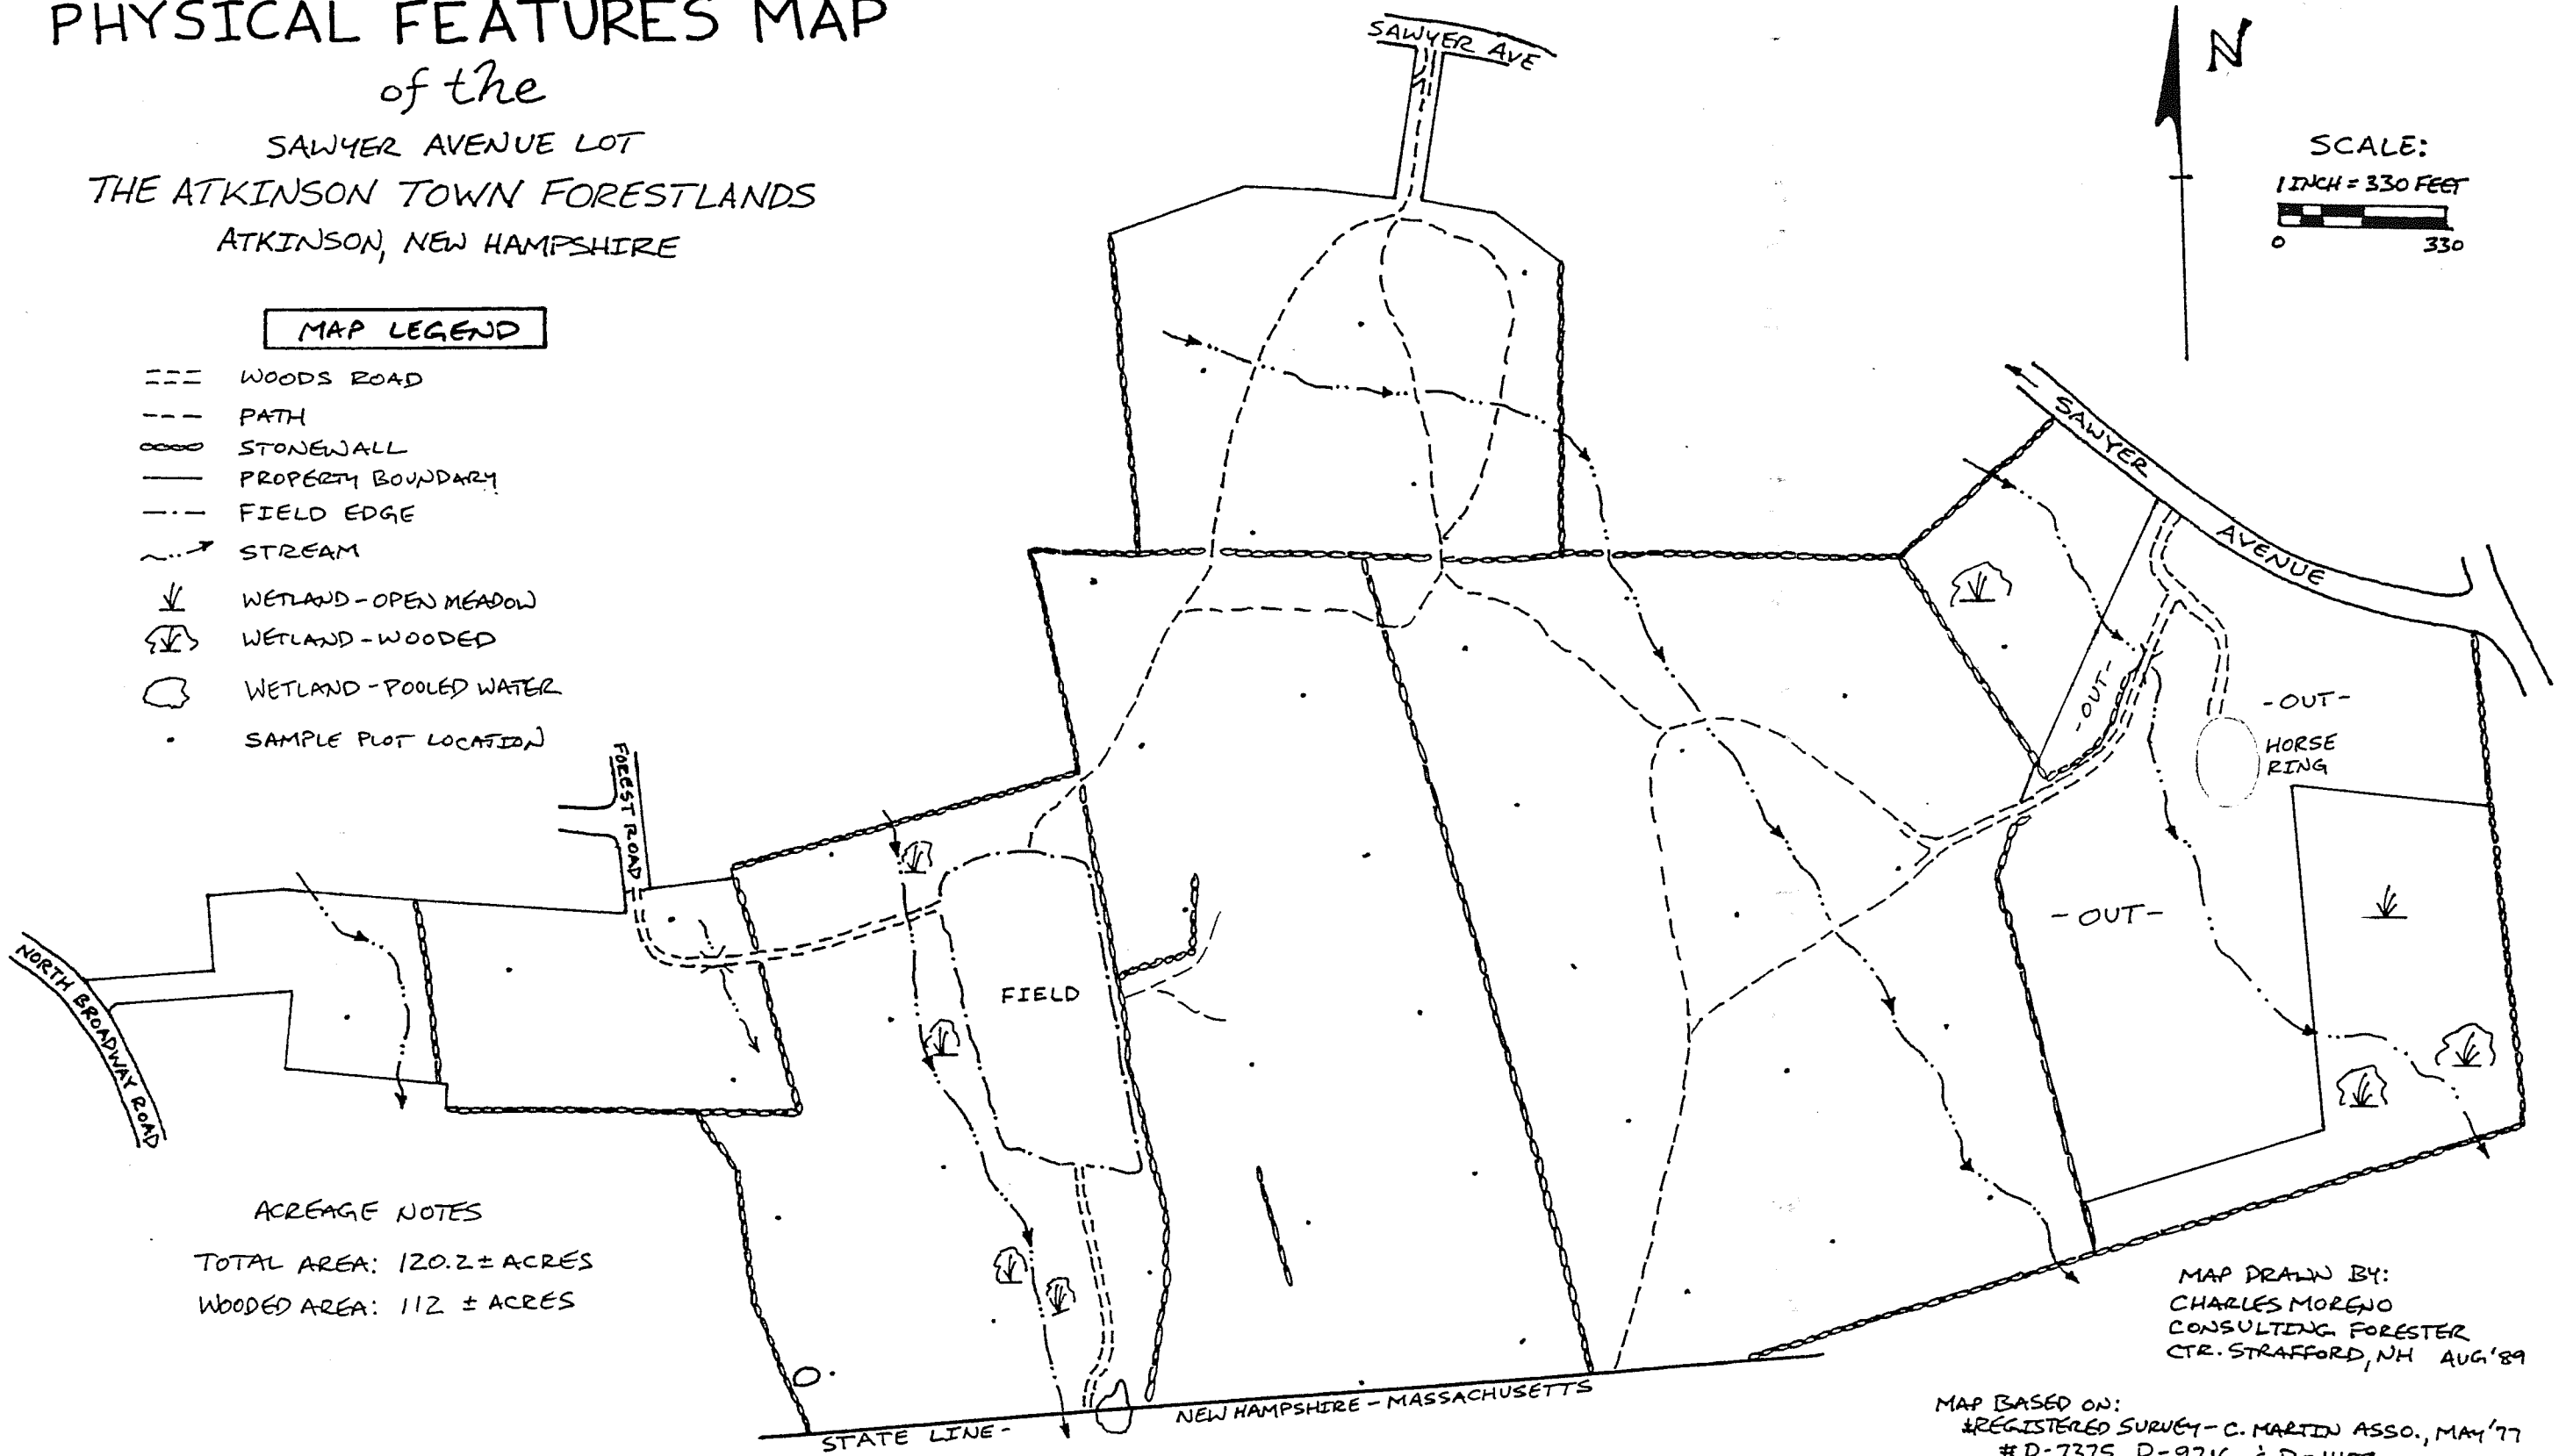 PHYSICAL FEATURES MAP
of the
SAWYER AVENUE LOT
THE ATKINSON TOWN FORESTLANDS
ATKINSON, NEW HAMPSHIRE
MAP LEGEND
WOODS ROAD
PATH
STONEWALL
PROPERTY BOUNDARY
FIELD EDGE
STREAM
WETLAND-OPEN MEADOW
WETLAND-WOODED
WETLAND-POOLED WATER
SAMPLE PLOT LOCATION
SAWYER AVE
N
SCALE:
1 INCH = 330 FEET
0 330
SAWYER AVENUE
-OUT-
-OUT-
HORSE
RING
-OUT-
FOREST ROAD
NORTH BROADWAY ROAD
FIELD
ACREAGE NOTES
TOTAL AREA: 120.2± ACRES
WOODED AREA: 112 ± ACRES
STATE LINE- NEW HAMPSHIRE-MASSACHUSETTS
MAP DRAWN BY:
CHARLES MORENO
CONSULTING FORESTER
CTR. STRAFFORD, NH AUG '89
MAP BASED ON:
*REGISTERED SURVEY-C. MARTIN ASSO., MAY '77
# D-7375,